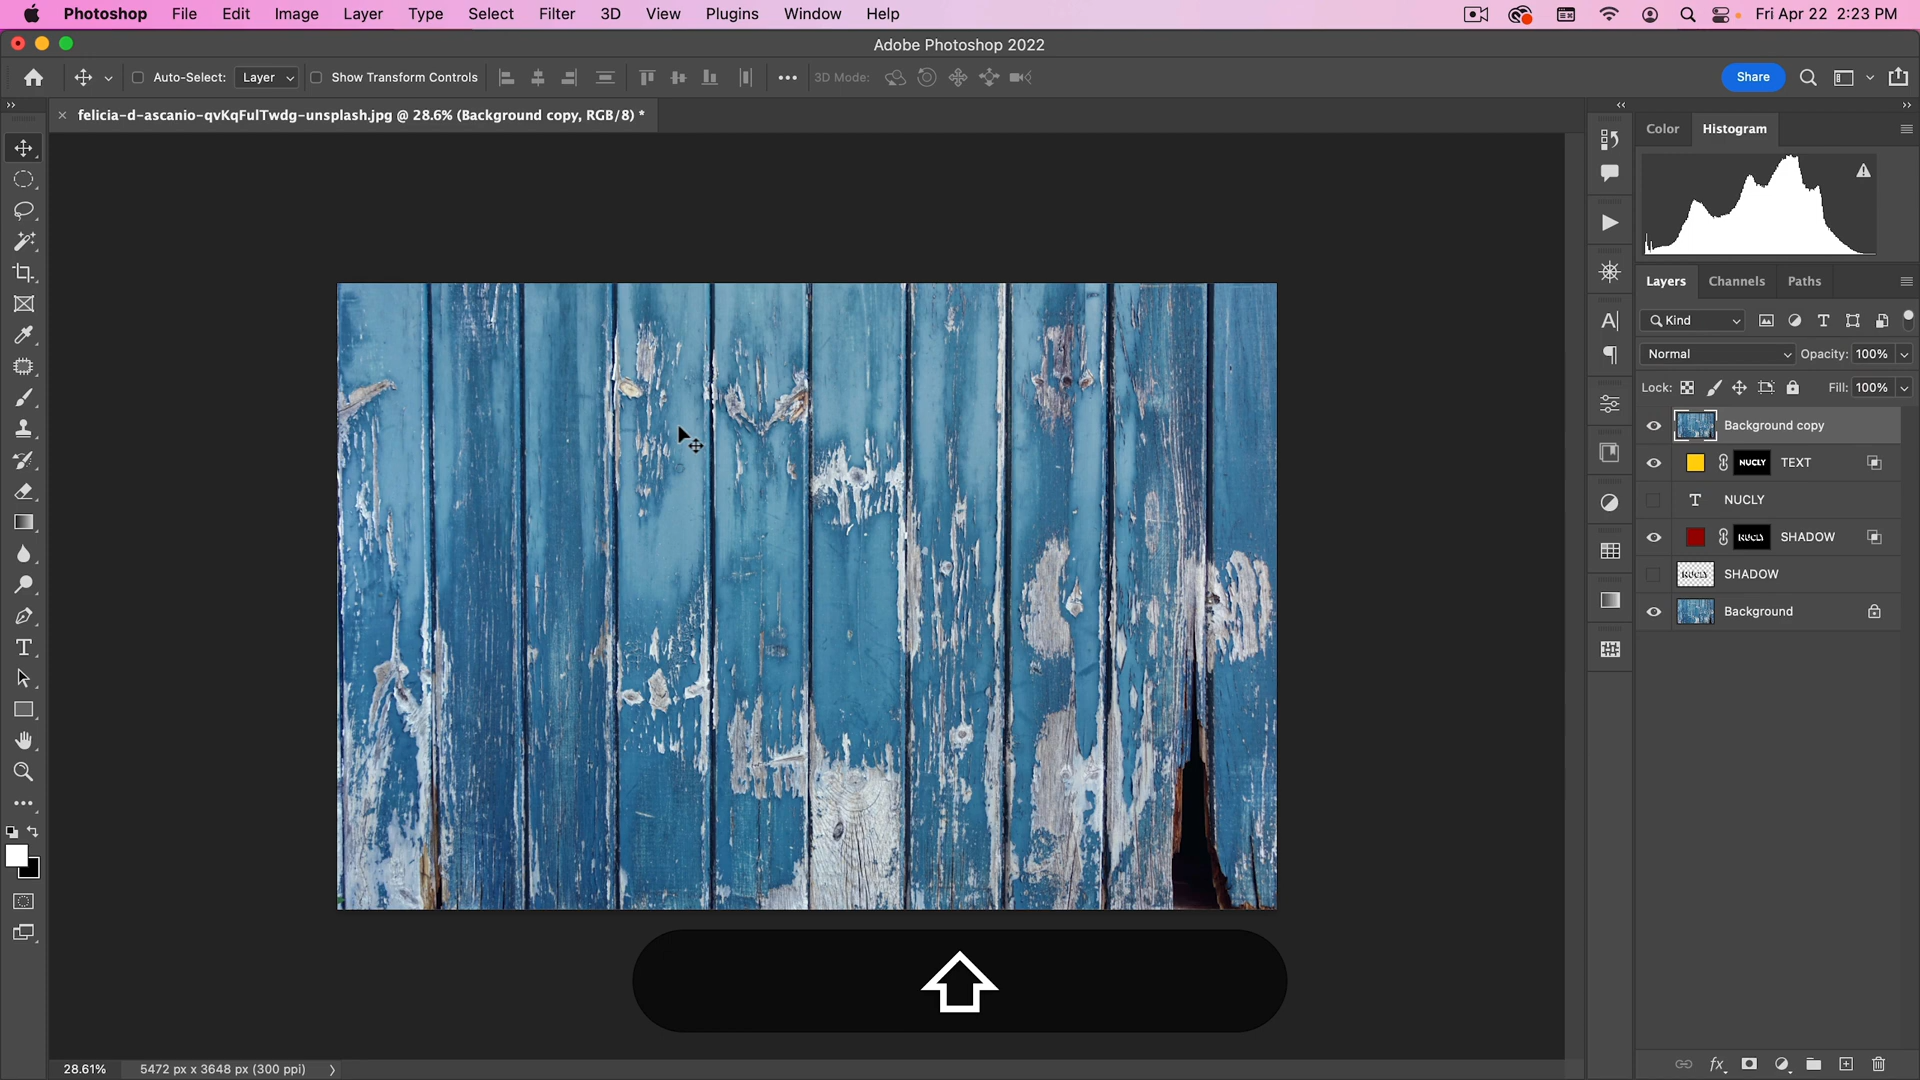 Photoshop File Edit Image Layer Type Select Filter 3D View Plugins Window Help Fri Apr 22 2:23 PM
Adobe Photoshop 2022
Auto-Select: Layer Show Transform Controls 3D Mode: Share
felicia-d-ascanio-qvKqFulTwdg-unsplash.jpg @ 28.6% (Background copy, RGB/8) *
Color Histogram
Layers Channels Paths
Kind
Normal Opacity: 100%
Lock: Fill: 100%
Background copy
NUCLY TEXT
T NUCLY
NUCLY SHADOW
NUCLY SHADOW
Background
28.61% 5472 px x 3648 px (300 ppi)